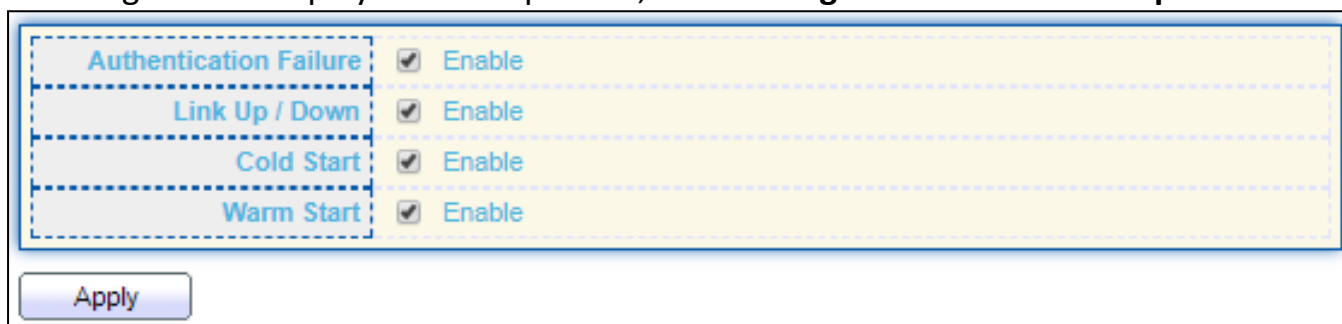 Authentication Failure Enable
Link Up / Down Enable
Cold Start Enable
Warm Start Enable
Apply